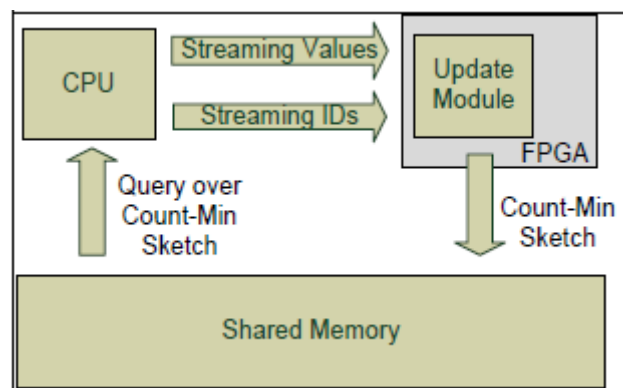 Streaming Values
CPU
Update
Module
Streaming IDs
FPGA
Query over
Count-Min
Sketch
Count-Min
Sketch
Shared Memory